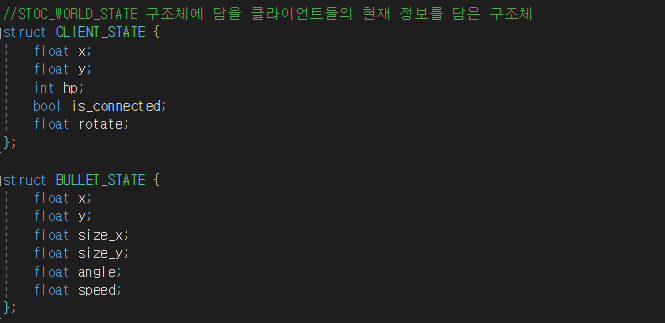 //STOC_WORLD_STATE 구조체에 담을 클라이언트들의 현재 정보를 담은 구조체
struct CLIENT_STATE {
float x;
float y;
int hp;
bool is_connected;
float rotate;
};
struct BULLET_STATE {
float x;
float y;
float size_x;
float size_y;
float angle;
float speed;
};